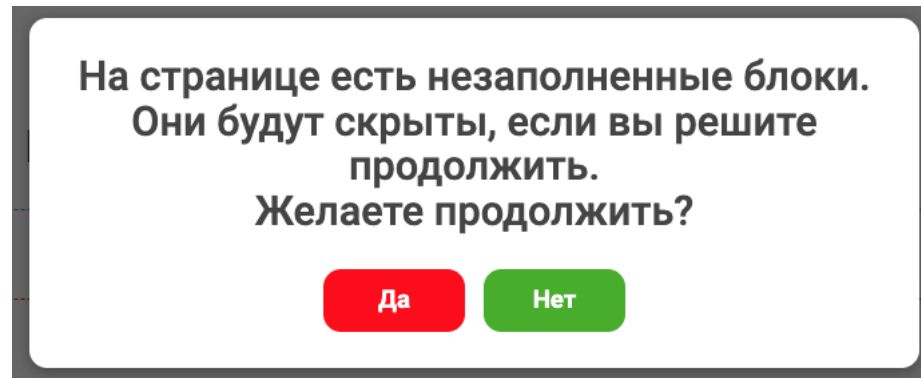 На странице есть незаполненные блоки.
Они будут скрыты, если вы решите
продолжить.
Желаете продолжить?
Да
Нет